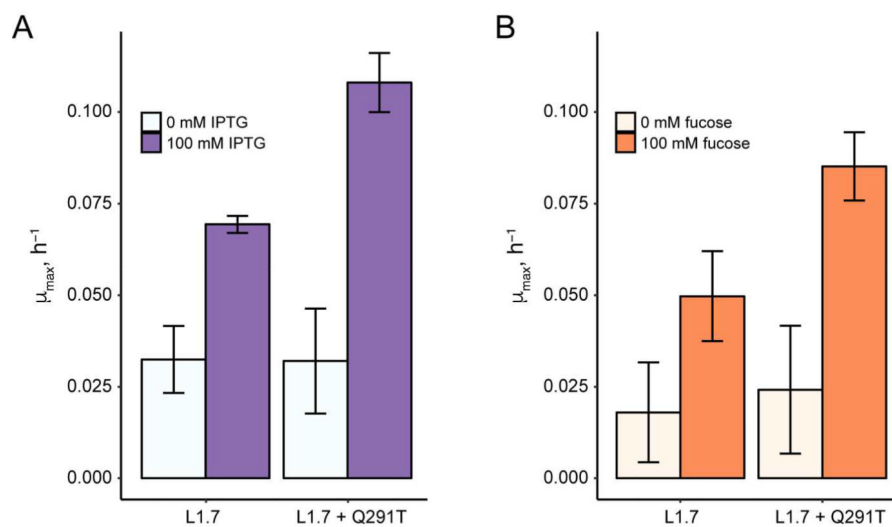 A
0 mM IPTG
100 mM IPTG
0.100
0.075
0.050
0.025
0.000
μmax, h⁻¹
L1.7
L1.7 + Q291T
B
0 mM fucose
100 mM fucose
0.100
0.075
0.050
0.025
0.000
μmax, h⁻¹
L1.7
L1.7 + Q291T